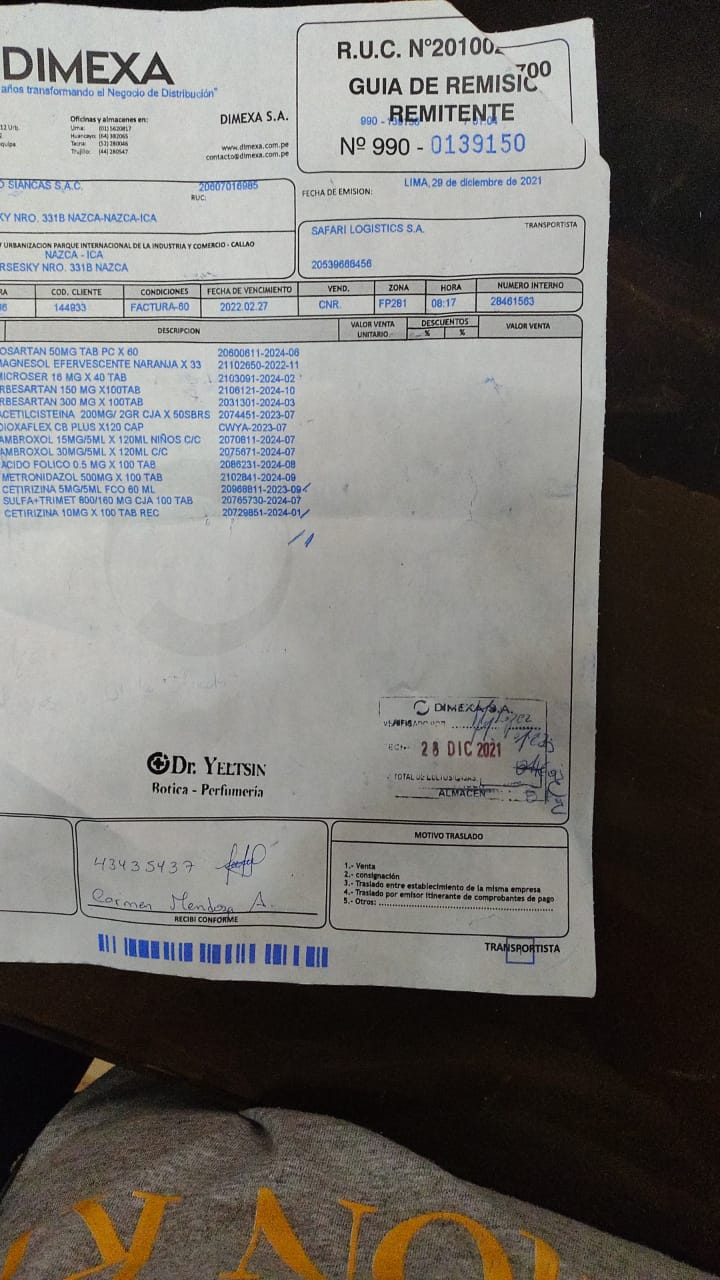 DIMEXA
años transformando el Negocio de Distribución"
R.U.C. Nº20100
700
GUIA DE REMISIO
REMITENTE
Nº 990 - 0139150
Oficinas y almacenes en:
Lima: (01) 5620817
Huancayo: (64) 382065
Tacna: (52) 280046
Trujillo: (44) 280547
DIMEXA S.A.
www.dimexa.com.pe
contacto@dimexa.com.pe
SIANCAS S.A.C.
20607016985
RUC:
FECHA DE EMISION:
LIMA, 29 de diciembre de 2021
KY NRO. 331B NAZCA-NAZCA-ICA
URBANIZACION PARQUE INTERNACIONAL DE LA INDUSTRIA Y COMERCIO - CALLAO
NAZCA - ICA
RSESKY NRO. 331B NAZCA
SAFARI LOGISTICS S.A.
TRANSPORTISTA
20539668456
RA COD. CLIENTE CONDICIONES FECHA DE VENCIMIENTO VEND. ZONA HORA NUMERO INTERNO
144933 FACTURA-60 2022.02.27 CNR. FP281 08:17 28461563
DESCRIPCION VALOR VENTA UNITARIO DESCUENTOS VALOR VENTA
% %
OSARTAN 50MG TAB PC X 60 20600611-2024-06
MAGNESOL EFERVESCENTE NARANJA X 33 21102650-2022-11
MICROSER 16 MG X 40 TAB 2103091-2024-02
RBESARTAN 150 MG X100TAB 2106121-2024-10
RBESARTAN 300 MG X 100TAB 2031301-2024-03
ACETILCISTEINA 200MG/ 2GR CJA X 50SBRS 2074451-2023-07
DIOXAFLEX CB PLUS X120 CAP CWYA-2023-07
AMBROXOL 15MG/5ML X 120ML NIÑOS C/C 2070811-2024-07
AMBROXOL 30MG/5ML X 120ML C/C 2075671-2024-07
ACIDO FOLICO 0.5 MG X 100 TAB 2086231-2024-08
METRONIDAZOL 500MG X 100 TAB 2102841-2024-09
CETIRIZINA 5MG/5ML FCO 60 ML 20968811-2023-09
SULFA+TRIMET 800/160 MG CJA 100 TAB 20765730-2024-07
CETIRIZINA 10MG X 100 TAB REC 20729851-2024-01
DIMEXA S.A.
28 DIC 2021
ALMACEN
Dr. YELTSIN
Botica - Perfumería
43435437
Carmen Mendoza A.
RECIBI CONFORME
MOTIVO TRASLADO
1.- Venta
2.- consignación
3.- Traslado entre establecimiento de la misma empresa
4.- Traslado por emisor itinerante de comprobantes de pago
5.- Otros:
TRANSPORTISTA